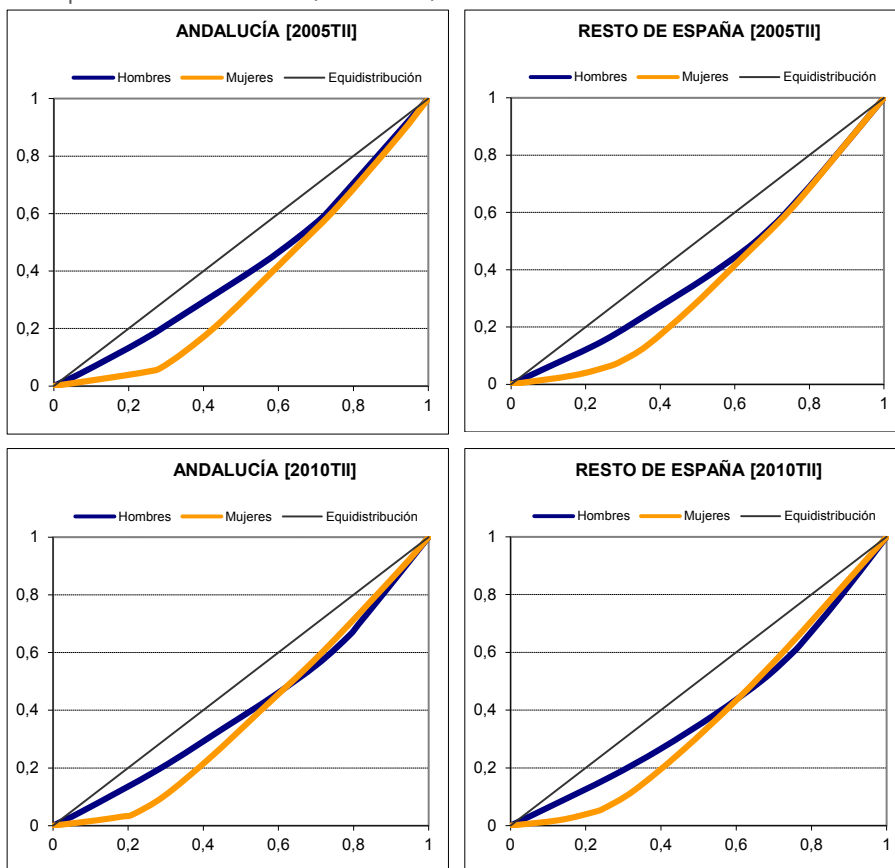 ANDALUCÍA [2005TII]
Hombres Mujeres Equidistribución
1
0,8
0,6
0,4
0,2
0
0 0,2 0,4 0,6 0,8 1
RESTO DE ESPAÑA [2005TII]
Hombres Mujeres Equidistribución
1
0,8
0,6
0,4
0,2
0
0 0,2 0,4 0,6 0,8 1
ANDALUCÍA [2010TII]
Hombres Mujeres Equidistribución
1
0,8
0,6
0,4
0,2
0
0 0,2 0,4 0,6 0,8 1
RESTO DE ESPAÑA [2010TII]
Hombres Mujeres Equidistribución
1
0,8
0,6
0,4
0,2
0
0 0,2 0,4 0,6 0,8 1